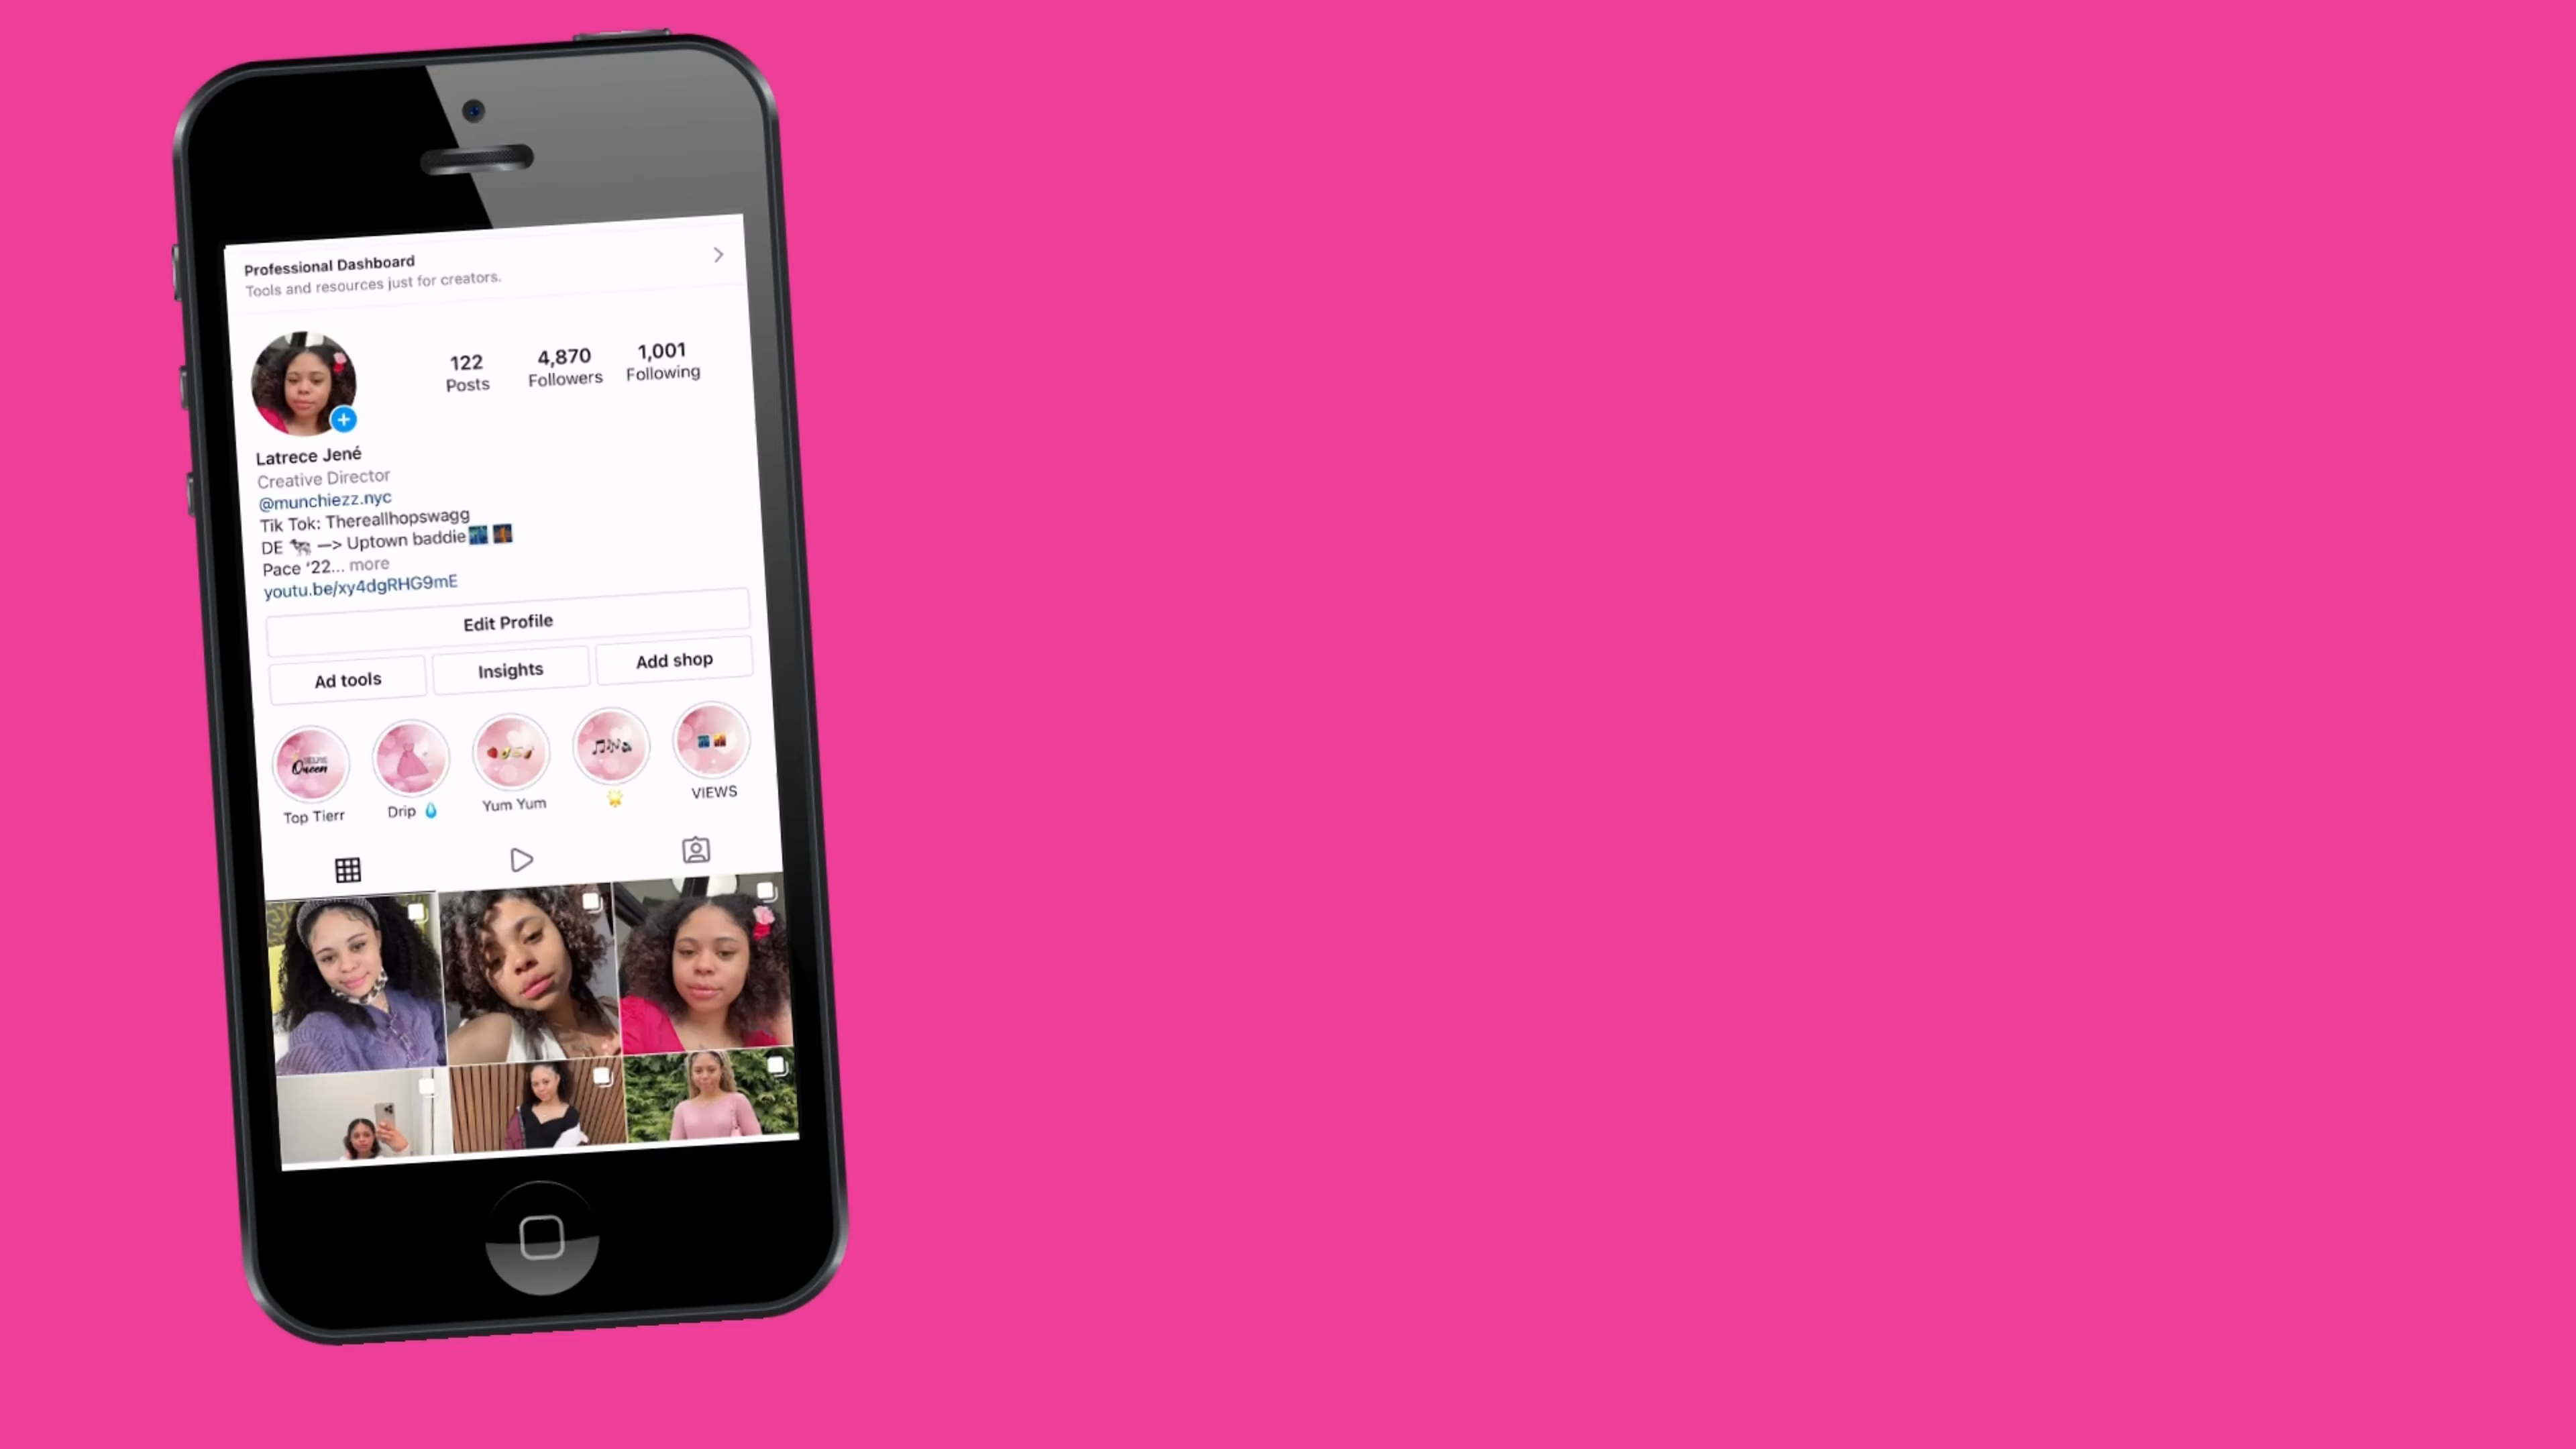 Professional Dashboard
Tools and resources just for creators.
122
Posts
4,870
Followers
1,001
Following
Latrece Jené
Creative Director
@munchiezz.nyc
Tik Tok: Thereallhopswagg
DE 🐄 —> Uptown baddie🌃🌉
Pace ‘22... more
youtu.be/xy4dgRHG9mE
Edit Profile
Ad tools
Insights
Add shop
Queen
Top Tierr
Drip 💧
Yum Yum
🌟
VIEWS